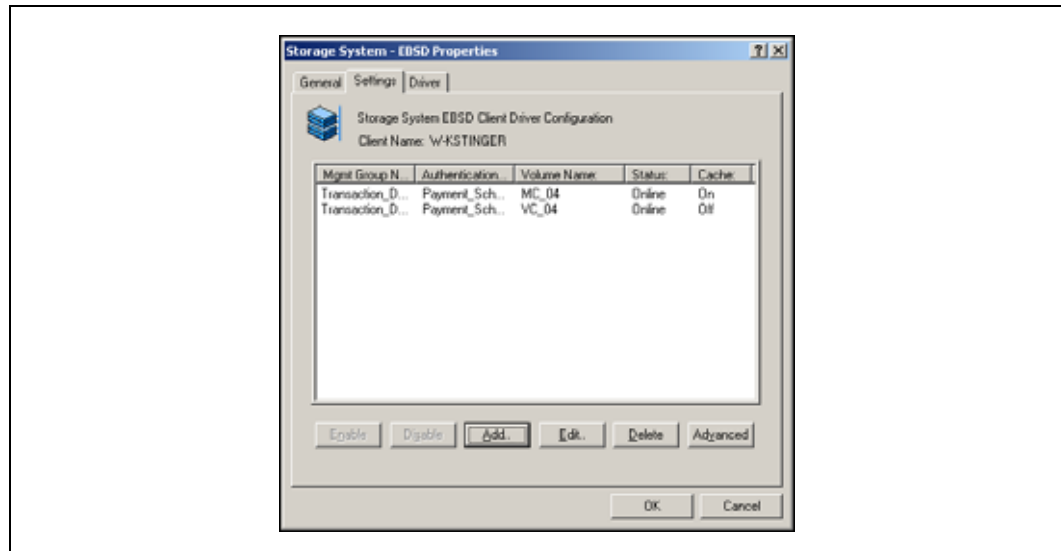 Storage System - EBSD Properties
General Settings Driver
Storage System EBSD Client Driver Configuration
Client Name: W-KSTINGER
Mgmt Group N... Authentication... Volume Name: Status: Cache:
Transaction_D... Payment_Sch... MC_04 Online On
Transaction_D... Payment_Sch... VC_04 Online Off
Enable Disable Add.. Edit.. Delete Advanced
OK Cancel